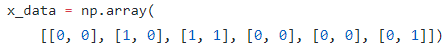 x_data = np.array(
    [[0, 0], [1, 0], [1, 1], [0, 0], [0, 0], [0, 1]])